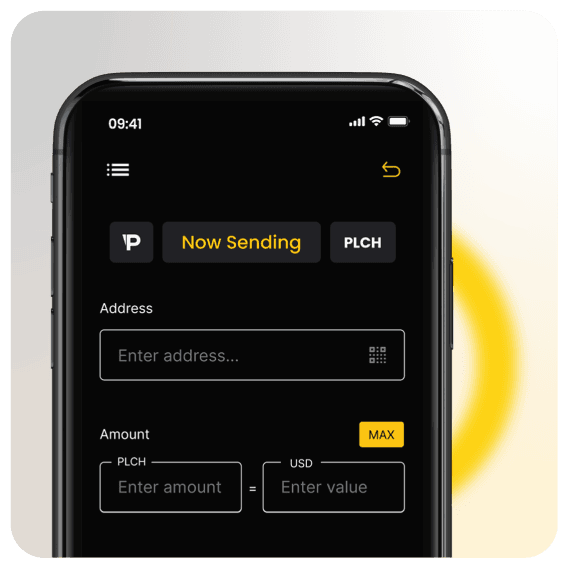 09:41
P
Now Sending
PLCH
Address
Enter address...
Amount
MAX
PLCH
USD
Enter amount
=
Enter value